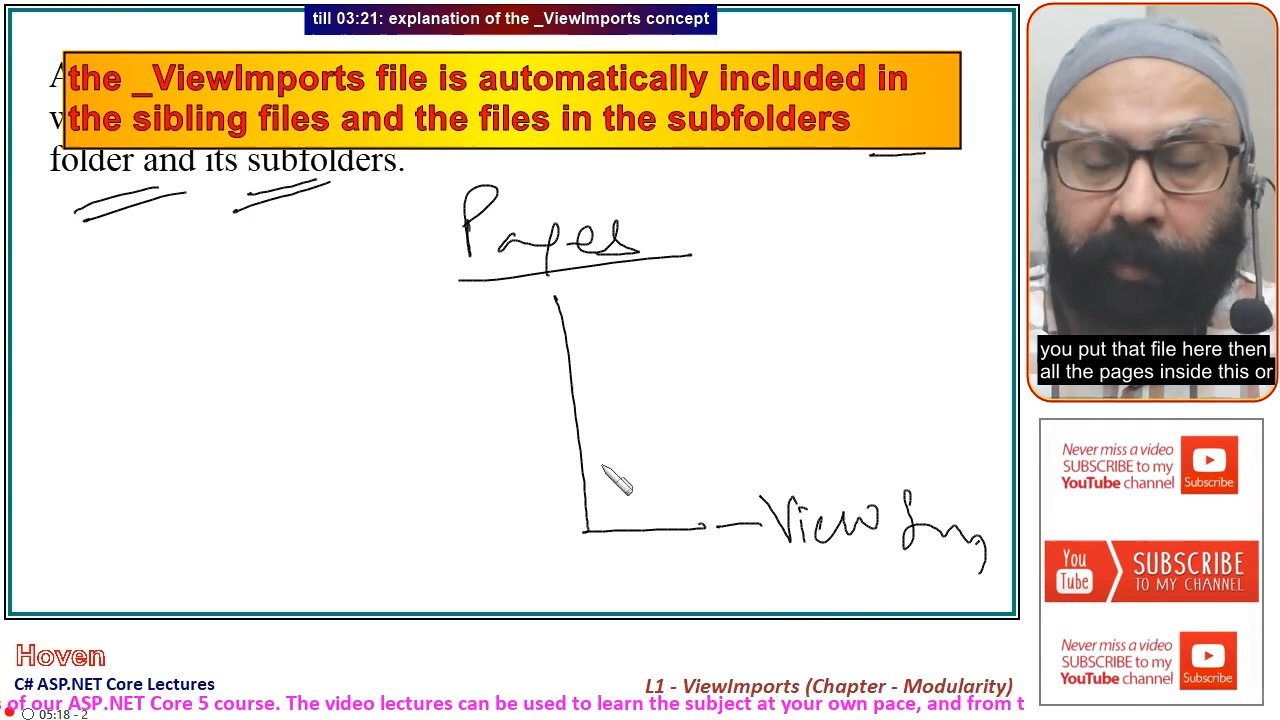 till 03:21: explanation of the _ViewImports concept
the _ViewImports file is automatically included in
the sibling files and the files in the subfolders
folder and its subfolders.
Pages
View Imp
you put that file here then
all the pages inside this or
Never miss a video
SUBSCRIBE to my
YouTube channel
Subscribe
You
Tube
SUBSCRIBE
TO MY CHANNEL
Never miss a video
SUBSCRIBE to my
YouTube channel
Subscribe
Hoven
C# ASP.NET Core Lectures
L1 - ViewImports (Chapter - Modularity)
s of our ASP.NET Core 5 course. The video lectures can be used to learn the subject at your own pace, and from t
05:18 - 2